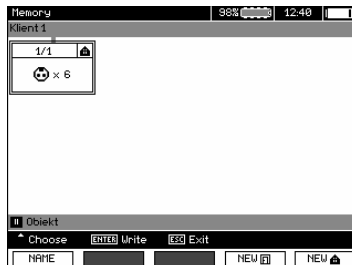 Memory 98% 12:40
Klient 1
1/1
× 6
Obiekt
Choose ENTER Write ESC Exit
NAME NEW NEW